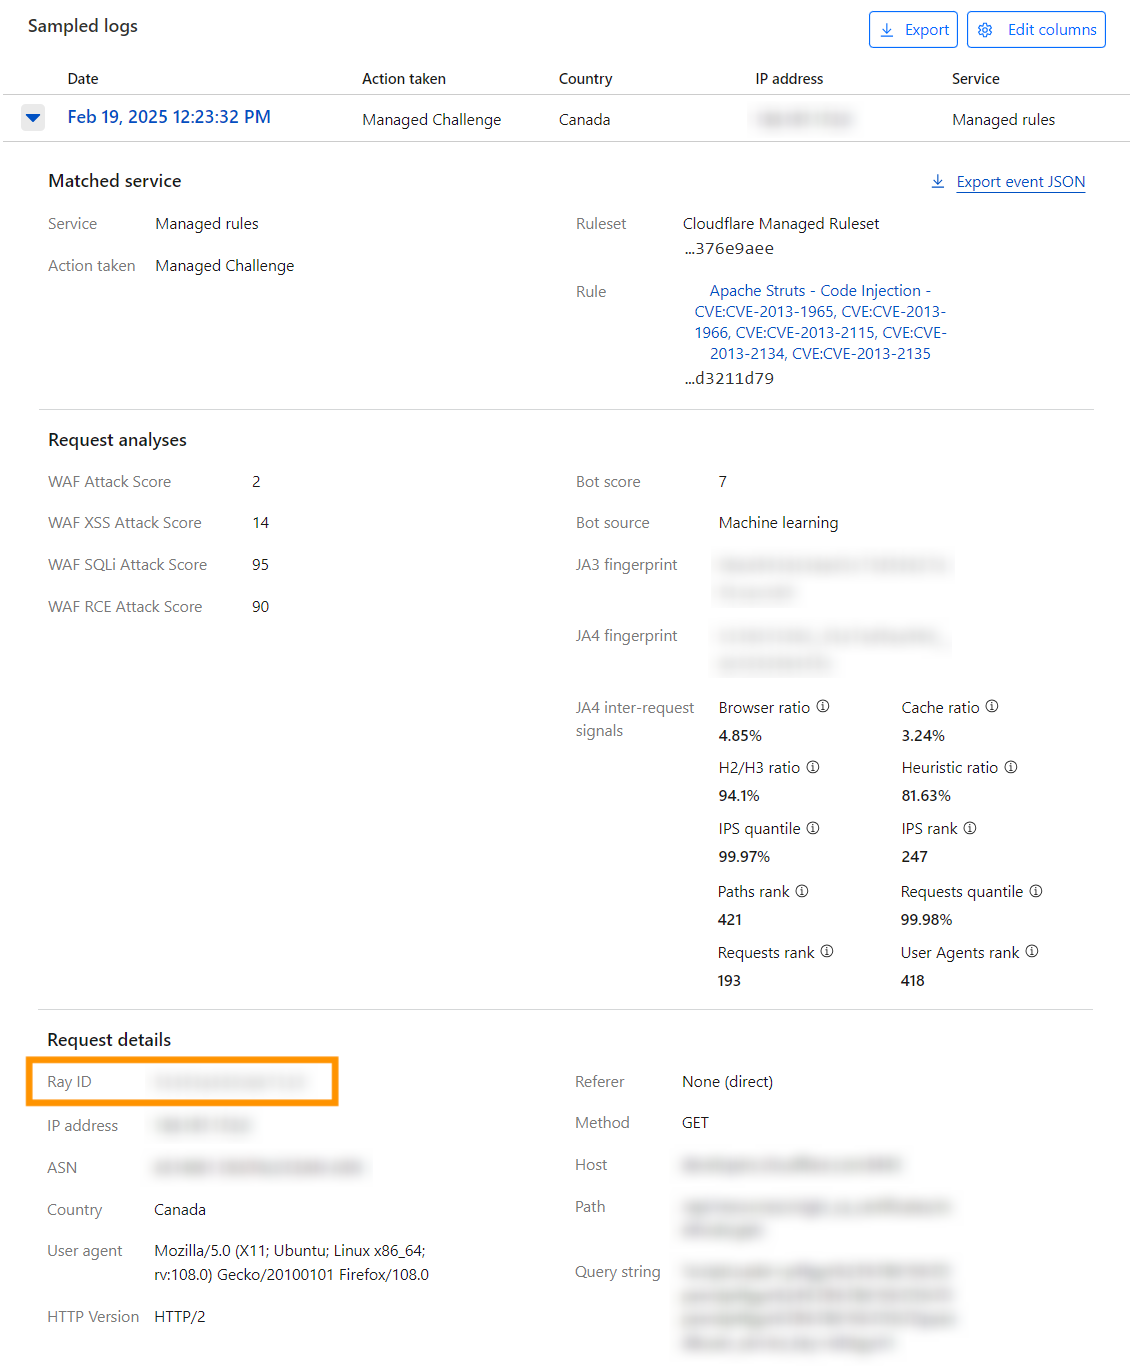 Sampled logs
Export
Edit columns
Date
Action taken
Country
IP address
Service
Feb 19, 2025 12:23:32 PM
Managed Challenge
Canada
Managed rules
Matched service
Export event JSON
Service
Managed rules
Action taken
Managed Challenge
Ruleset
Cloudflare Managed Ruleset
...376e9aee
Rule
Apache Struts - Code Injection -
CVE:CVE-2013-1965, CVE:CVE-2013-
1966, CVE:CVE-2013-2115, CVE:CVE-
2013-2134, CVE:CVE-2013-2135
...d3211d79
Request analyses
WAF Attack Score
2
WAF XSS Attack Score
14
WAF SQLi Attack Score
95
WAF RCE Attack Score
90
Bot score
7
Bot source
Machine learning
JA3 fingerprint
JA4 fingerprint
JA4 inter-request
signals
Browser ratio
4.85%
Cache ratio
3.24%
H2/H3 ratio
94.1%
Heuristic ratio
81.63%
IPS quantile
99.97%
IPS rank
247
Paths rank
421
Requests quantile
99.98%
Requests rank
193
User Agents rank
418
Request details
Ray ID
IP address
ASN
Country
Canada
User agent
Mozilla/5.0 (X11; Ubuntu; Linux x86_64;
rv:108.0) Gecko/20100101 Firefox/108.0
HTTP Version
HTTP/2
Referer
None (direct)
Method
GET
Host
Path
Query string